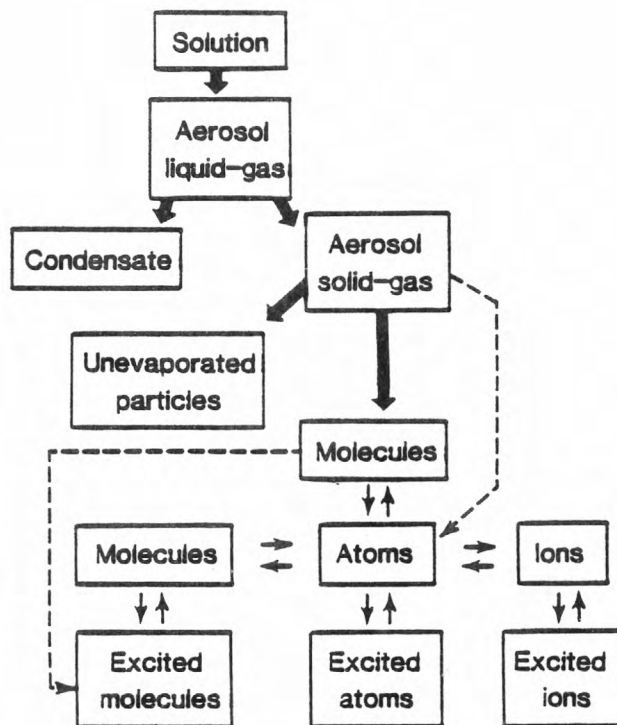 Solution
Aerosol
liquid-gas
Condensate
Aerosol
solid-gas
Unevaporated
particles
Molecules
Molecules
Atoms
Ions
Excited
molecules
Excited
atoms
Excited
ions